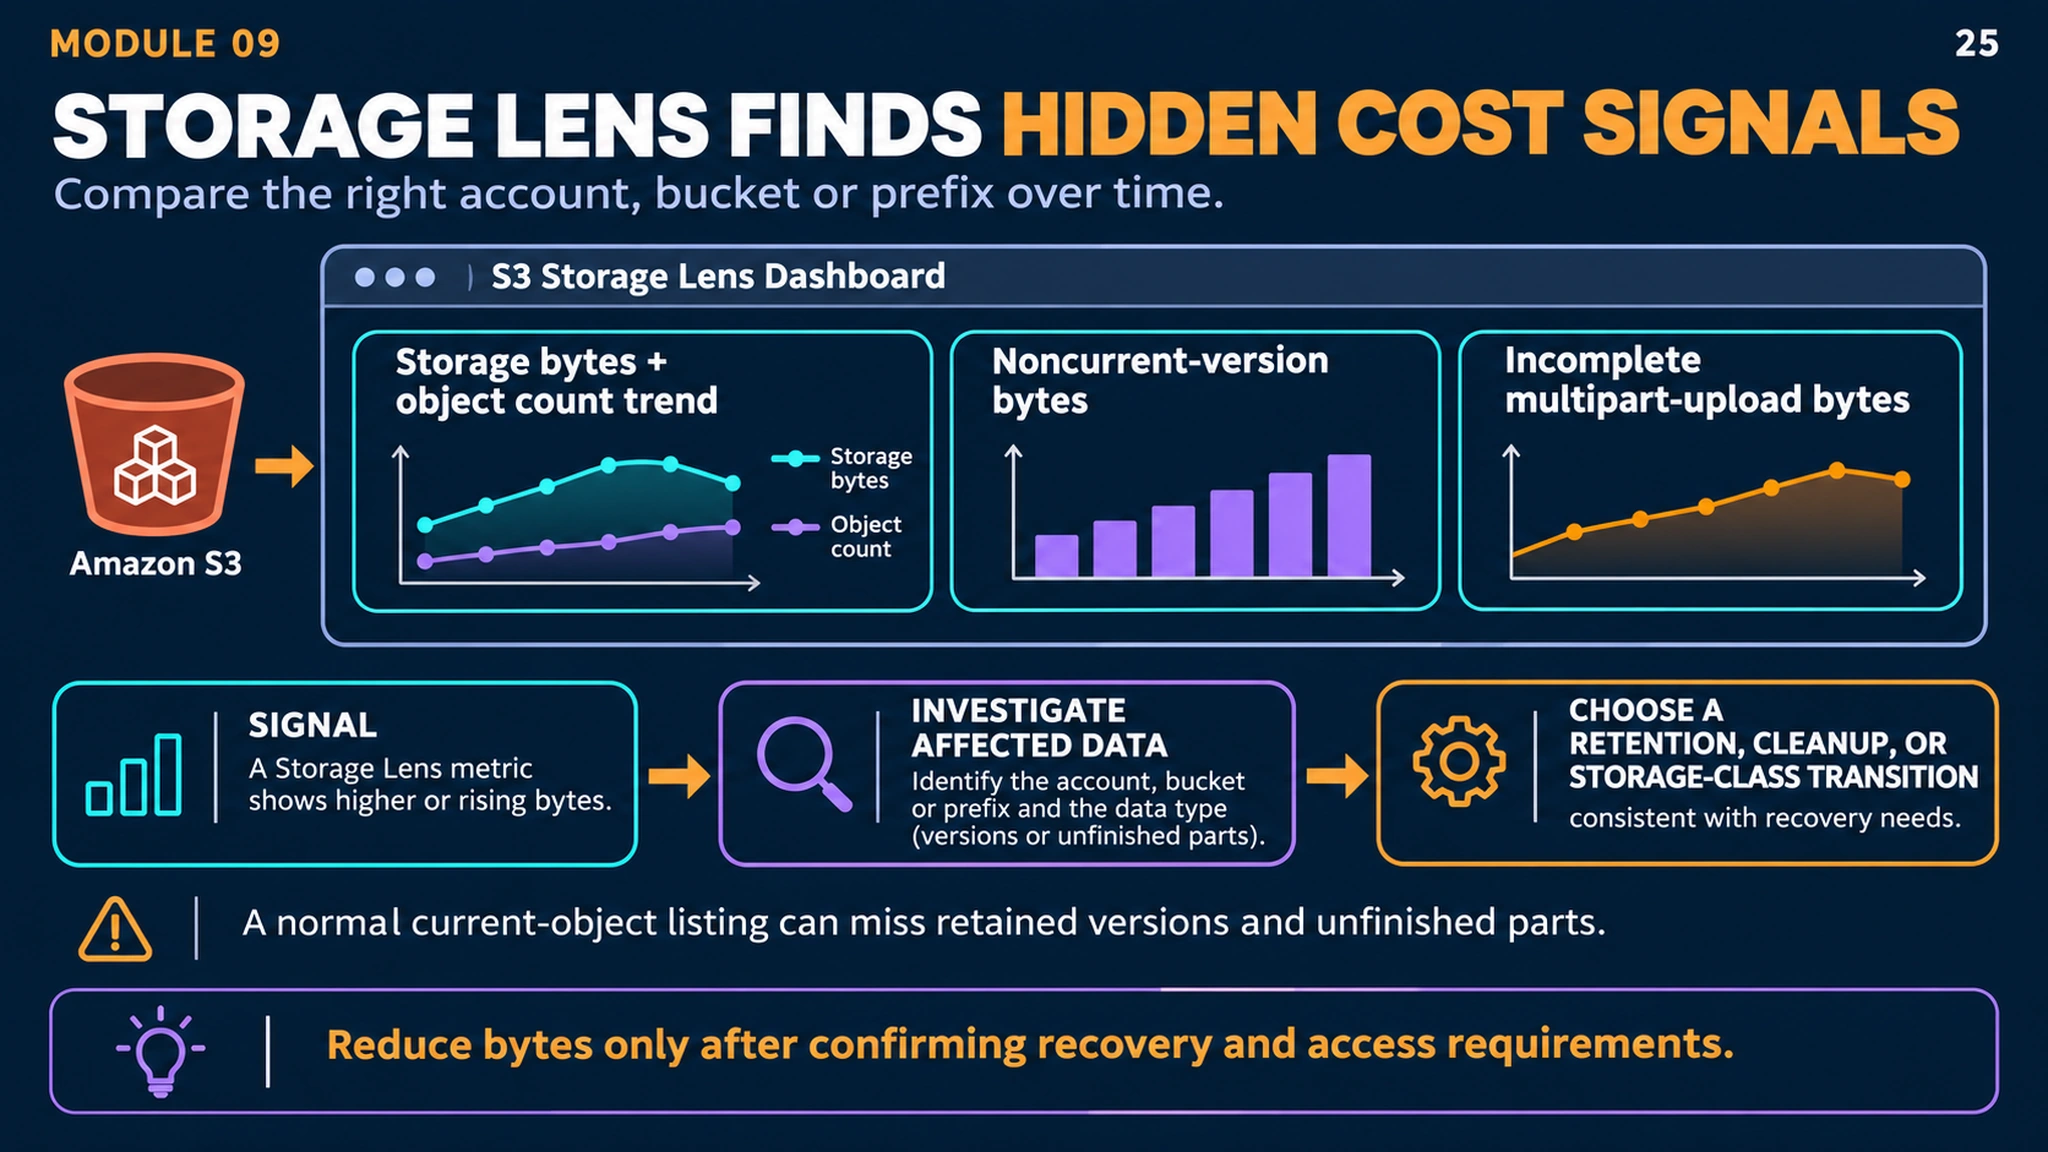 MODULE 09
25
STORAGE LENS FINDS HIDDEN COST SIGNALS
Compare the right account, bucket or prefix over time.
S3 Storage Lens Dashboard
Amazon S3
Storage bytes +
object count trend
Storage
bytes
Object
count
Noncurrent-version
bytes
Incomplete
multipart-upload bytes
SIGNAL
A Storage Lens metric
shows higher or rising bytes.
INVESTIGATE
AFFECTED DATA
Identify the account, bucket
or prefix and the data type
(versions or unfinished parts).
CHOOSE A
RETENTION, CLEANUP, OR
STORAGE-CLASS TRANSITION
consistent with recovery needs.
A normal current-object listing can miss retained versions and unfinished parts.
Reduce bytes only after confirming recovery and access requirements.